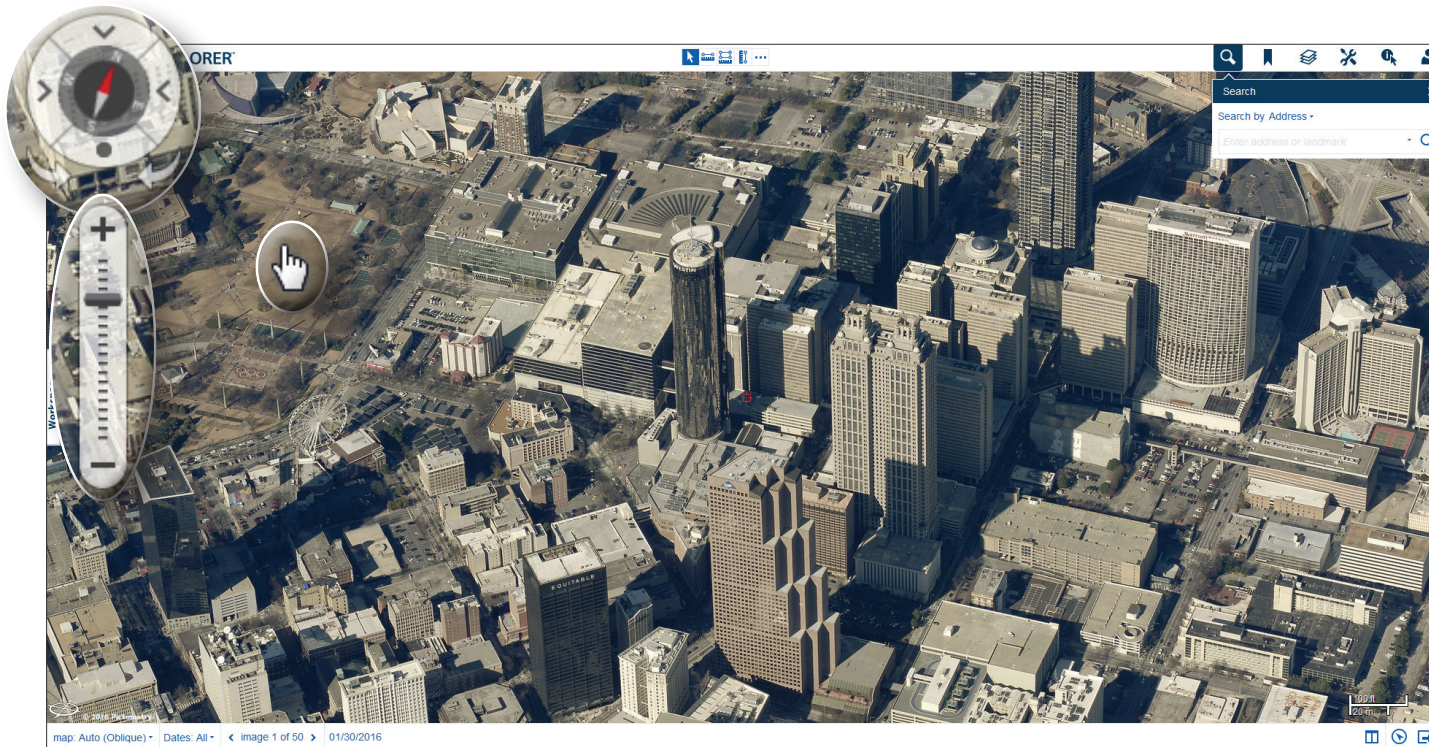 ORER
Search
Search by Address
Enter address or landmark
WESTIN
Marriott
EQUITABLE
© 2016 Pictometry
100 ft
20 m
map: Auto (Oblique) Dates: All image 1 of 50 01/30/2016